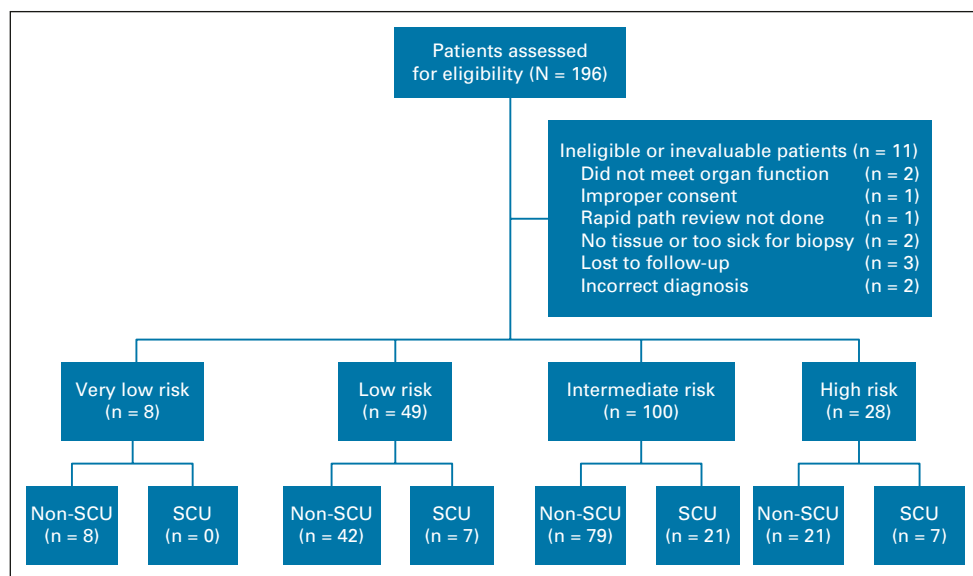 Patients assessed
for eligibility (N = 196)
Ineligible or inevaluable patients (n = 11)
Did not meet organ function (n = 2)
Improper consent (n = 1)
Rapid path review not done (n = 1)
No tissue or too sick for biopsy (n = 2)
Lost to follow-up (n = 3)
Incorrect diagnosis (n = 2)
Very low risk
(n = 8)
Low risk
(n = 49)
Intermediate risk
(n = 100)
High risk
(n = 28)
Non-SCU
(n = 8)
SCU
(n = 0)
Non-SCU
(n = 42)
SCU
(n = 7)
Non-SCU
(n = 79)
SCU
(n = 21)
Non-SCU
(n = 21)
SCU
(n = 7)